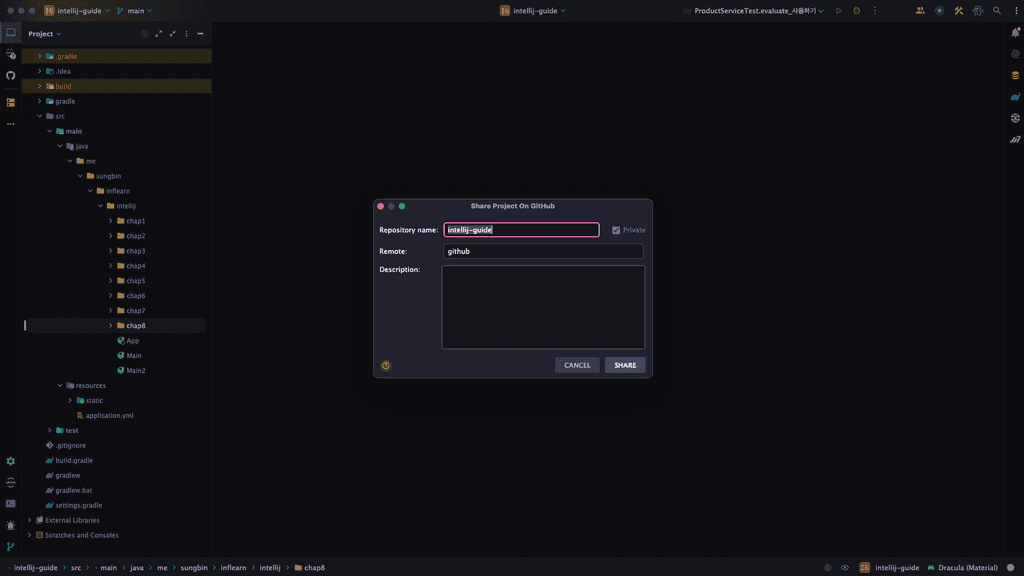 intellij-guide
main
intellij-guide
ProductServiceTest.evaluate_사용하기
Project
.gradle
.idea
build
gradle
src
main
java
me
sungbin
inflearn
intellij
chap1
chap2
chap3
chap4
chap5
chap6
chap7
chap8
App
Main
Main2
resources
static
application.yml
test
.gitignore
build.gradle
gradlew
gradlew.bat
settings.gradle
External Libraries
Scratches and Consoles
Share Project On GitHub
Repository name: intellij-guide Private
Remote: github
Description:
? CANCEL SHARE
intellij-guide > src > main > java > me > sungbin > inflearn > intellij > chap8
IG intellij-guide Dracula (Material)